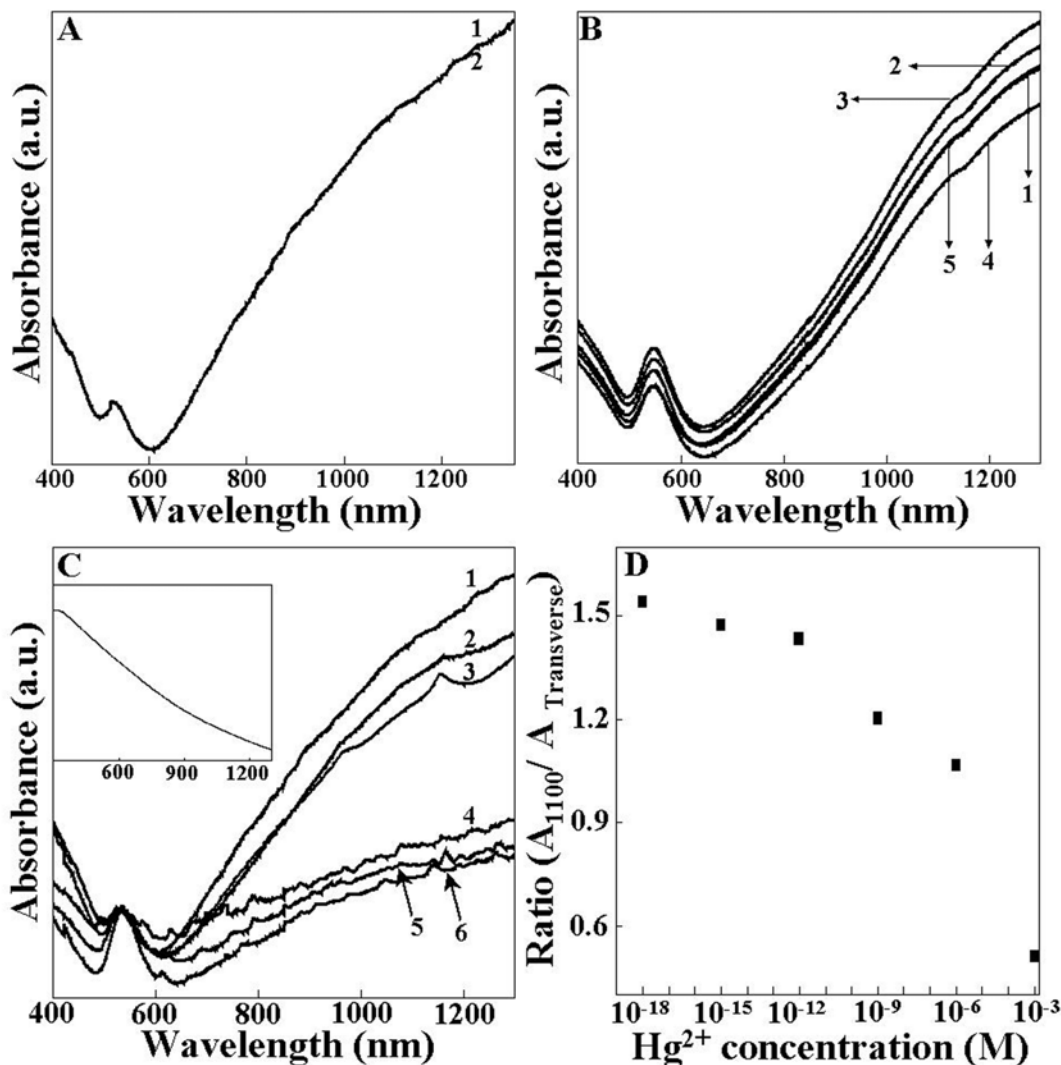 A
1
2
Absorbance (a.u.)
400 600 800 1000 1200
Wavelength (nm)
B
2
3
1
5 4
Absorbance (a.u.)
400 600 800 1000 1200
Wavelength (nm)
C
1
2
3
4
5 6
600 900 1200
Absorbance (a.u.)
400 600 800 1000 1200
Wavelength (nm)
D
Ratio (A₁₁₀₀/ A Transverse)
1.5
1.2
0.9
0.6
10⁻¹⁸ 10⁻¹⁵ 10⁻¹² 10⁻⁹ 10⁻⁶ 10⁻³
Hg²⁺ concentration (M)